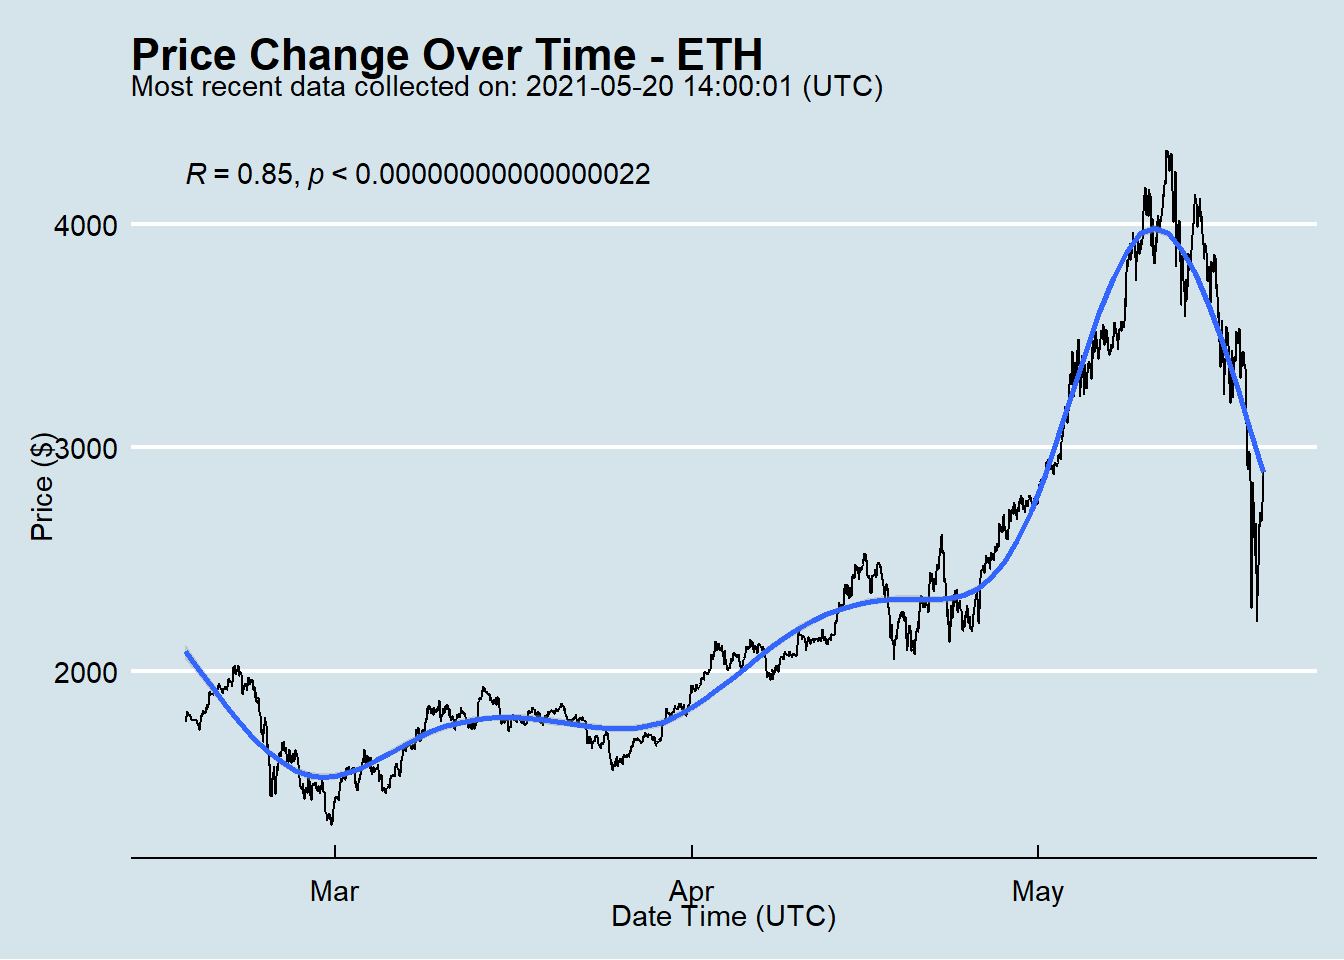 Price Change Over Time - ETH
Most recent data collected on: 2021-05-20 14:00:01 (UTC)
R = 0.85, p < 0.00000000000000022
4000
3000
2000
Price ($)
Mar
Apr
May
Date Time (UTC)